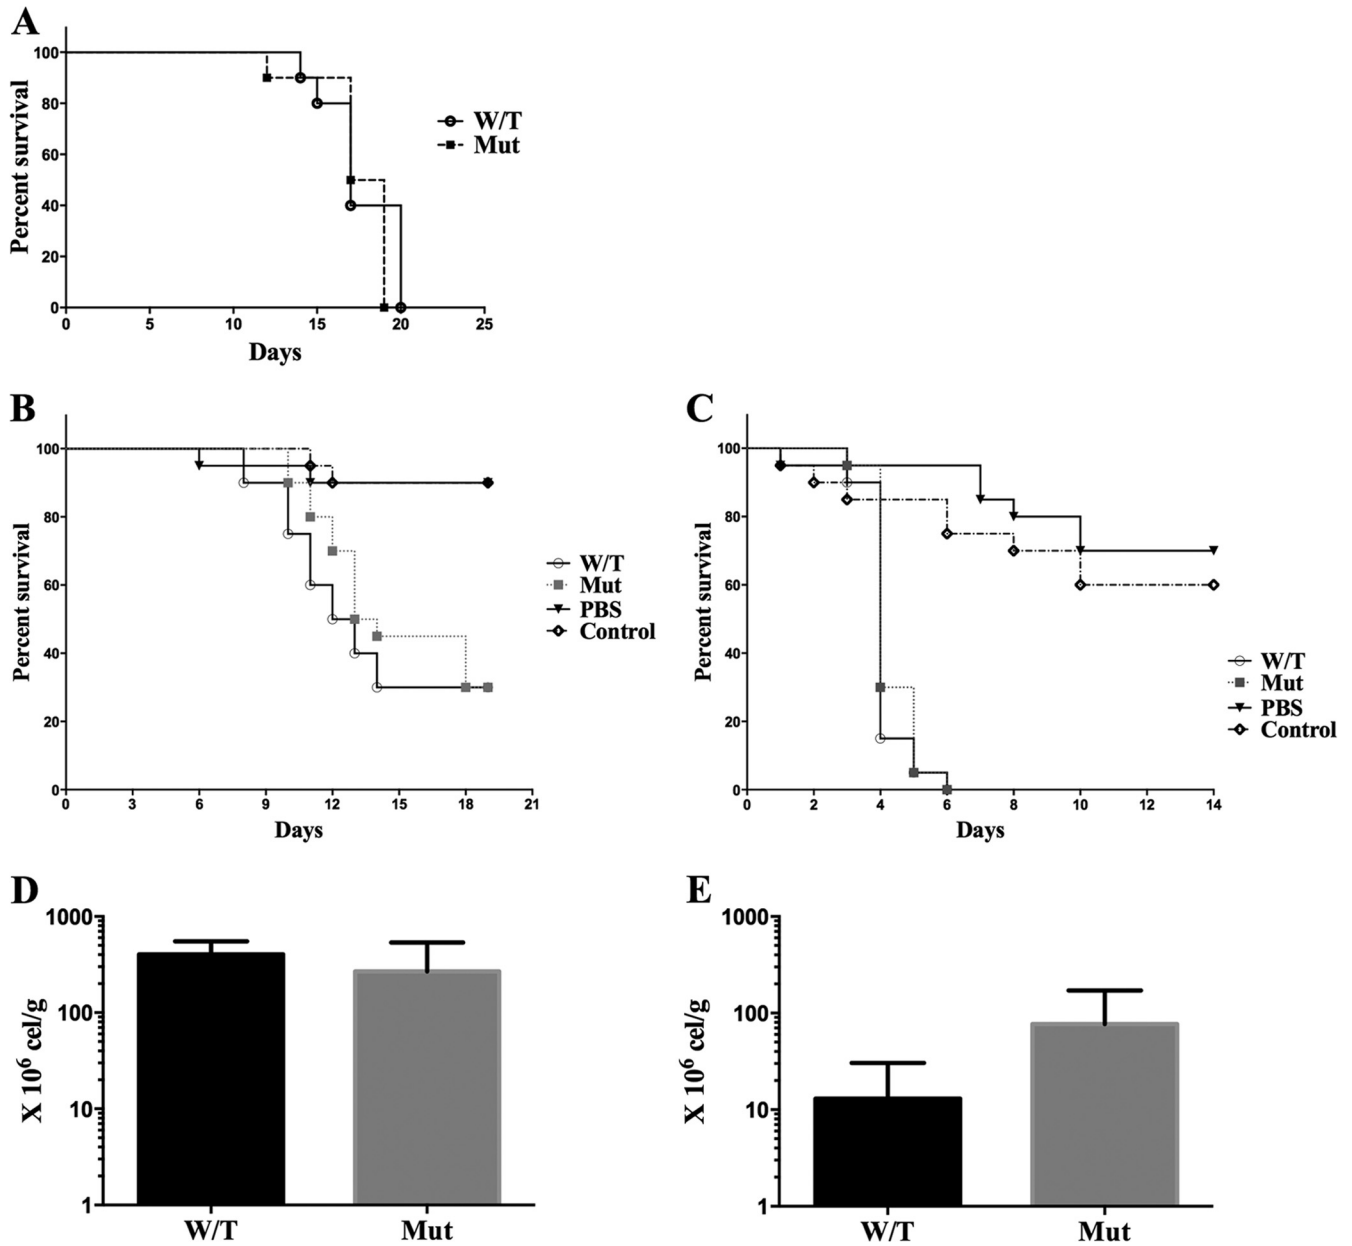 A
Percent survival
100
80
60
40
20
0
0 5 10 15 20 25
Days
W/T
Mut
B
Percent survival
100
80
60
40
20
0
0 3 6 9 12 15 18 21
Days
W/T
Mut
PBS
Control
C
Percent survival
100
80
60
40
20
0
0 2 4 6 8 10 12 14
Days
W/T
Mut
PBS
Control
D
X 10⁶ cel/g
1000
100
10
1
W/T Mut
E
X 10⁶ cel/g
1000
100
10
1
W/T Mut